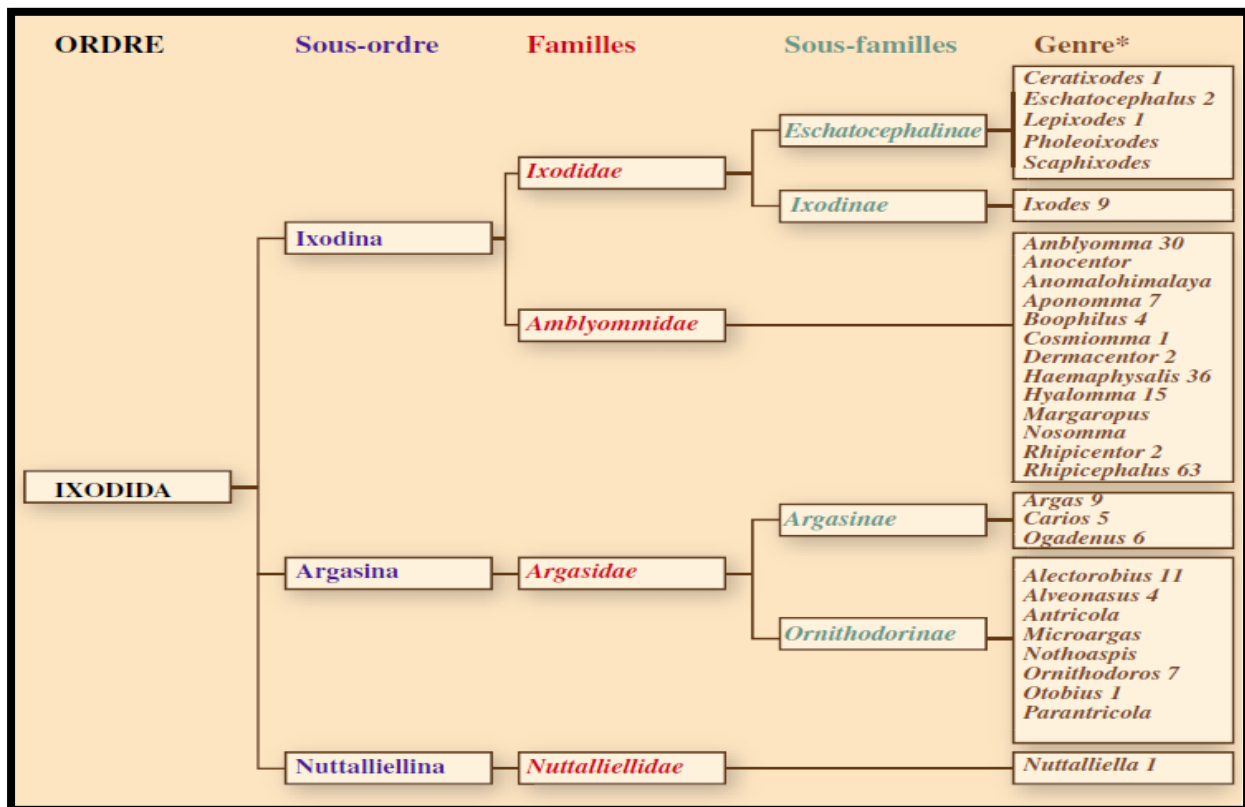 ORDRE
Sous-ordre
Familles
Sous-familles
Genre*
IXODIDA
Ixodina
Ixodidae
Eschatocephalinae
Ceratixodes 1
Eschatocephalus 2
Lepixodes 1
Pholeoixodes
Scaphixodes
Ixodinae
Ixodes 9
Amblyommidae
Amblyomma 30
Anocentor
Anomalohimalaya
Aponomma 7
Boophilus 4
Cosmiomma 1
Dermacentor 2
Haemaphysalis 36
Hyalomma 15
Margaropus
Nosomma
Rhipicentor 2
Rhipicephalus 63
Argasina
Argasidae
Argasinae
Argas 9
Carios 5
Ogadenus 6
Ornithodorinae
Alectorobius 11
Alveonasus 4
Antricola
Microargas
Nothoaspis
Ornithodoros 7
Otobius 1
Parantricola
Nuttalliellina
Nuttalliellidae
Nuttalliella 1